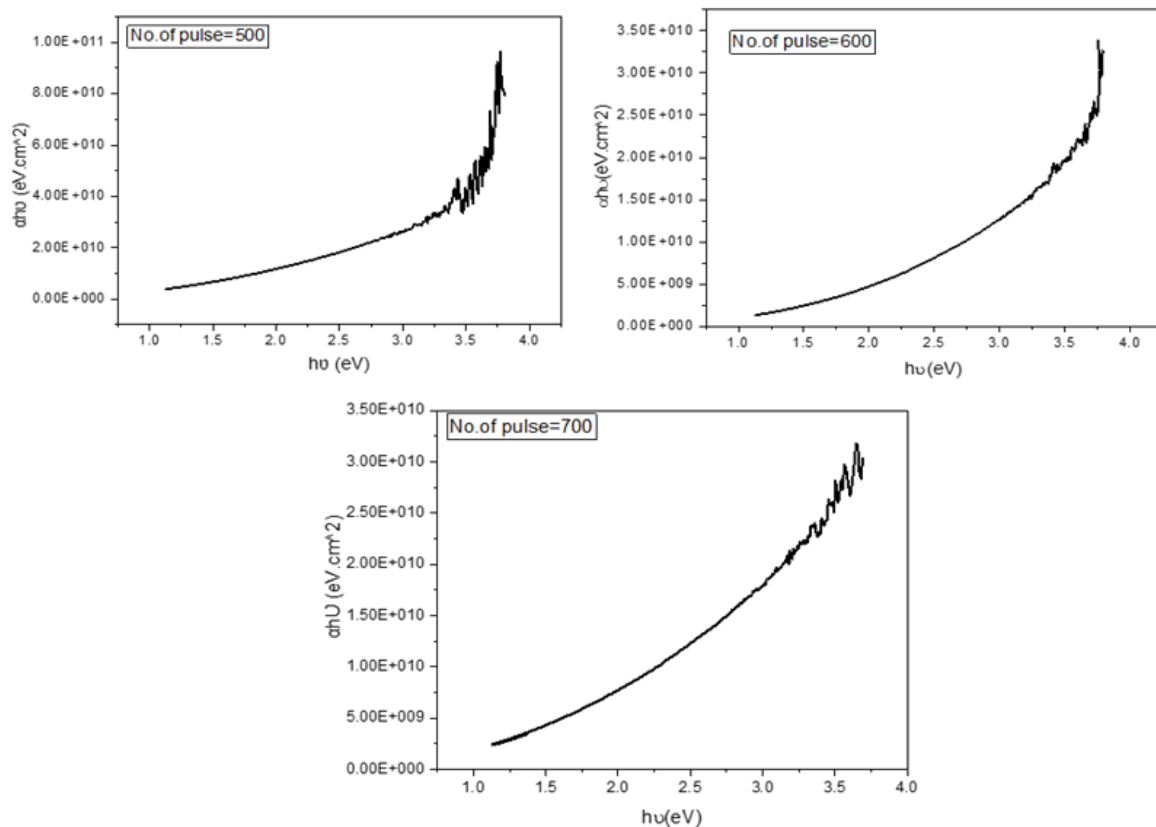 No.of pulse=500
1.00E+011
8.00E+010
6.00E+010
4.00E+010
2.00E+010
0.00E+000
αhυ (eV.cm^2)
1.0 1.5 2.0 2.5 3.0 3.5 4.0
hυ (eV)
No.of pulse=600
3.50E+010
3.00E+010
2.50E+010
2.00E+010
1.50E+010
1.00E+010
5.00E+009
0.00E+000
αhυ(eV.cm^2)
1.0 1.5 2.0 2.5 3.0 3.5 4.0
hυ(eV)
No.of pulse=700
3.50E+010
3.00E+010
2.50E+010
2.00E+010
1.50E+010
1.00E+010
5.00E+009
0.00E+000
αhυ (eV.cm^2)
1.0 1.5 2.0 2.5 3.0 3.5 4.0
hυ(eV)